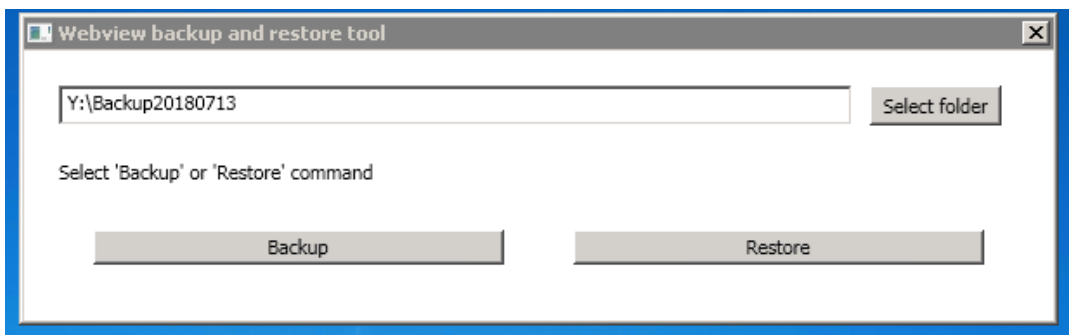 Webview backup and restore tool
Y:\Backup20180713
Select folder
Select 'Backup' or 'Restore' command
Backup
Restore